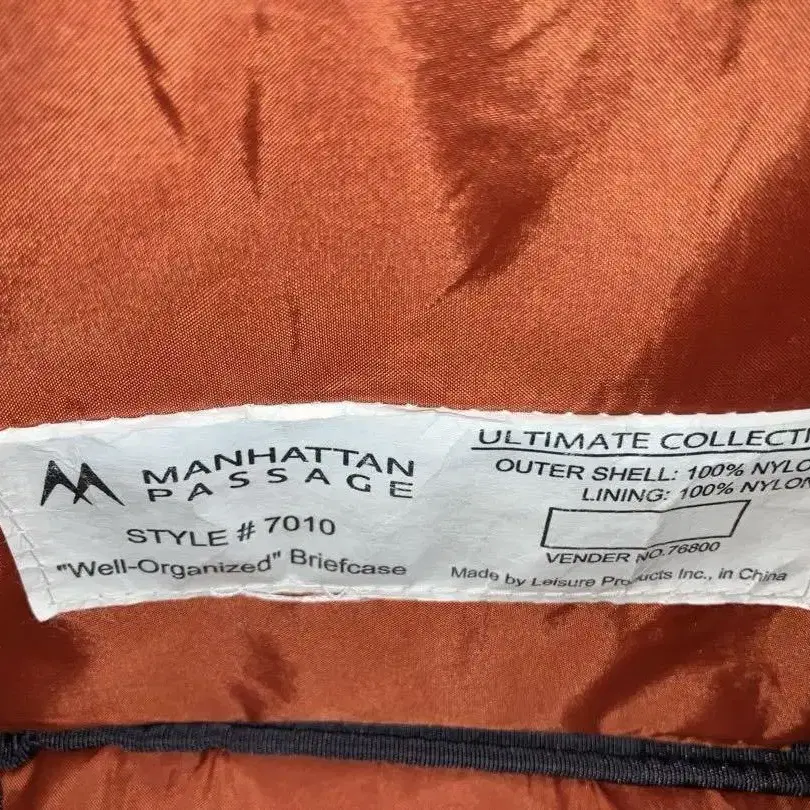 MANHATTAN
PASSAGE
STYLE # 7010
"Well-Organized" Briefcase
ULTIMATE COLLECTI
OUTER SHELL: 100% NYLO
LINING: 100% NYLON
VENDER NO.76800
Made by Leisure Products Inc., in China